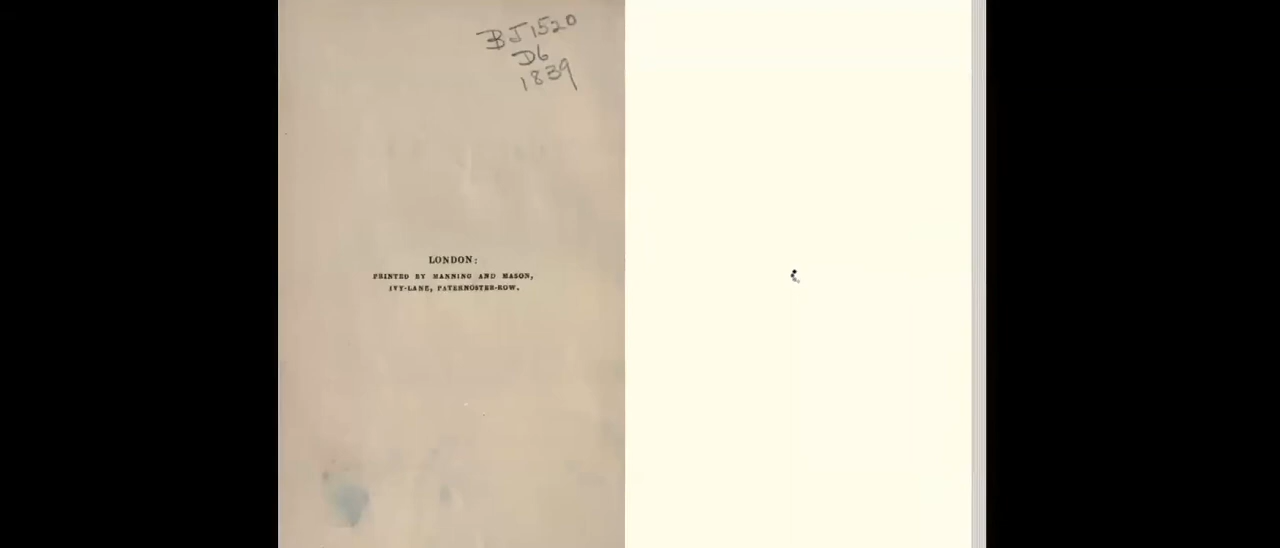 BJ1520
D6
1839
LONDON:
PRINTED BY MANNING AND MASON,
IVY-LANE, PATERNOSTER-ROW.